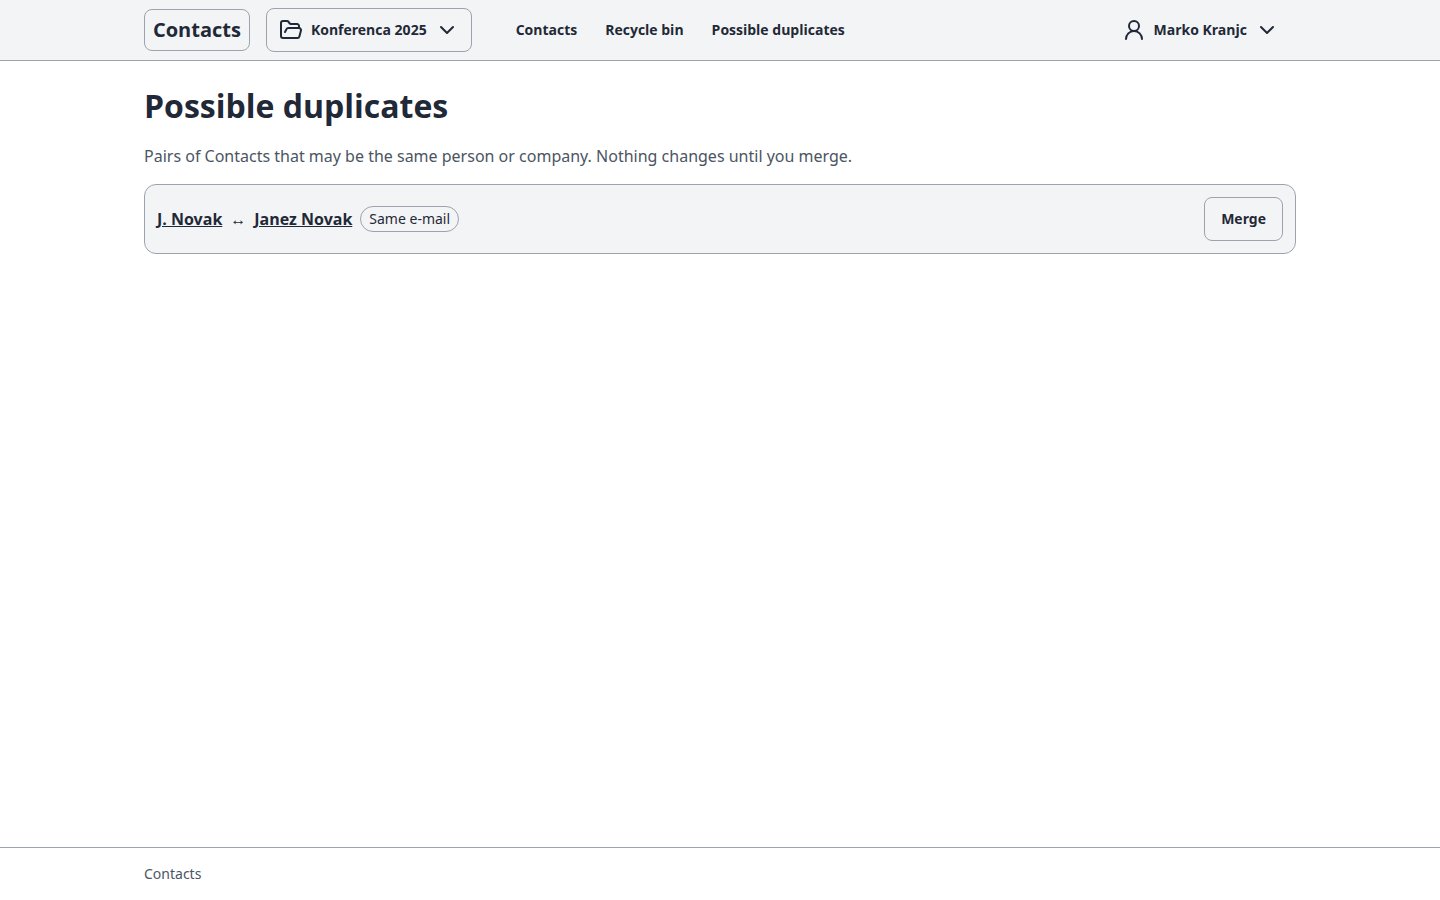 Contacts
Konferenca 2025
Contacts
Recycle bin
Possible duplicates
Marko Kranjc
Possible duplicates
Pairs of Contacts that may be the same person or company. Nothing changes until you merge.
J. Novak ↔ Janez Novak Same e-mail
Merge
Contacts